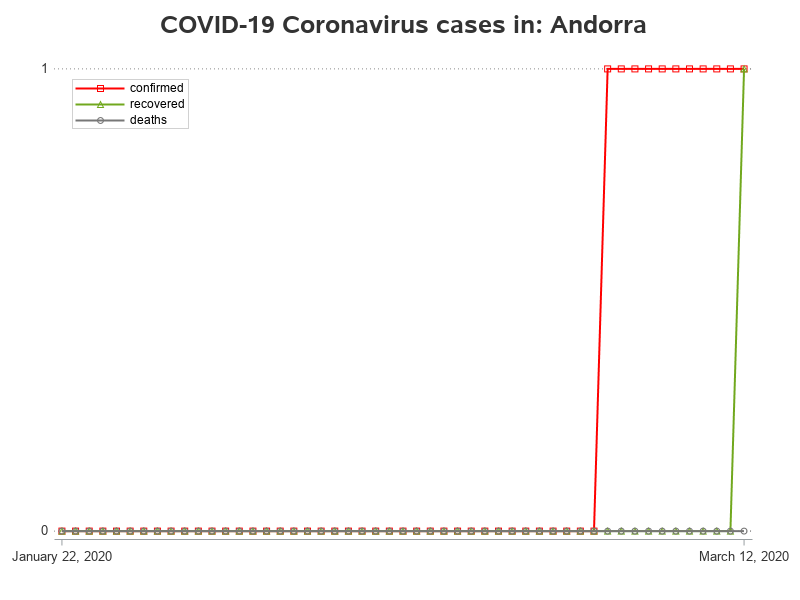 COVID-19 Coronavirus cases in: Andorra
1
confirmed
recovered
deaths
0
January 22, 2020
March 12, 2020